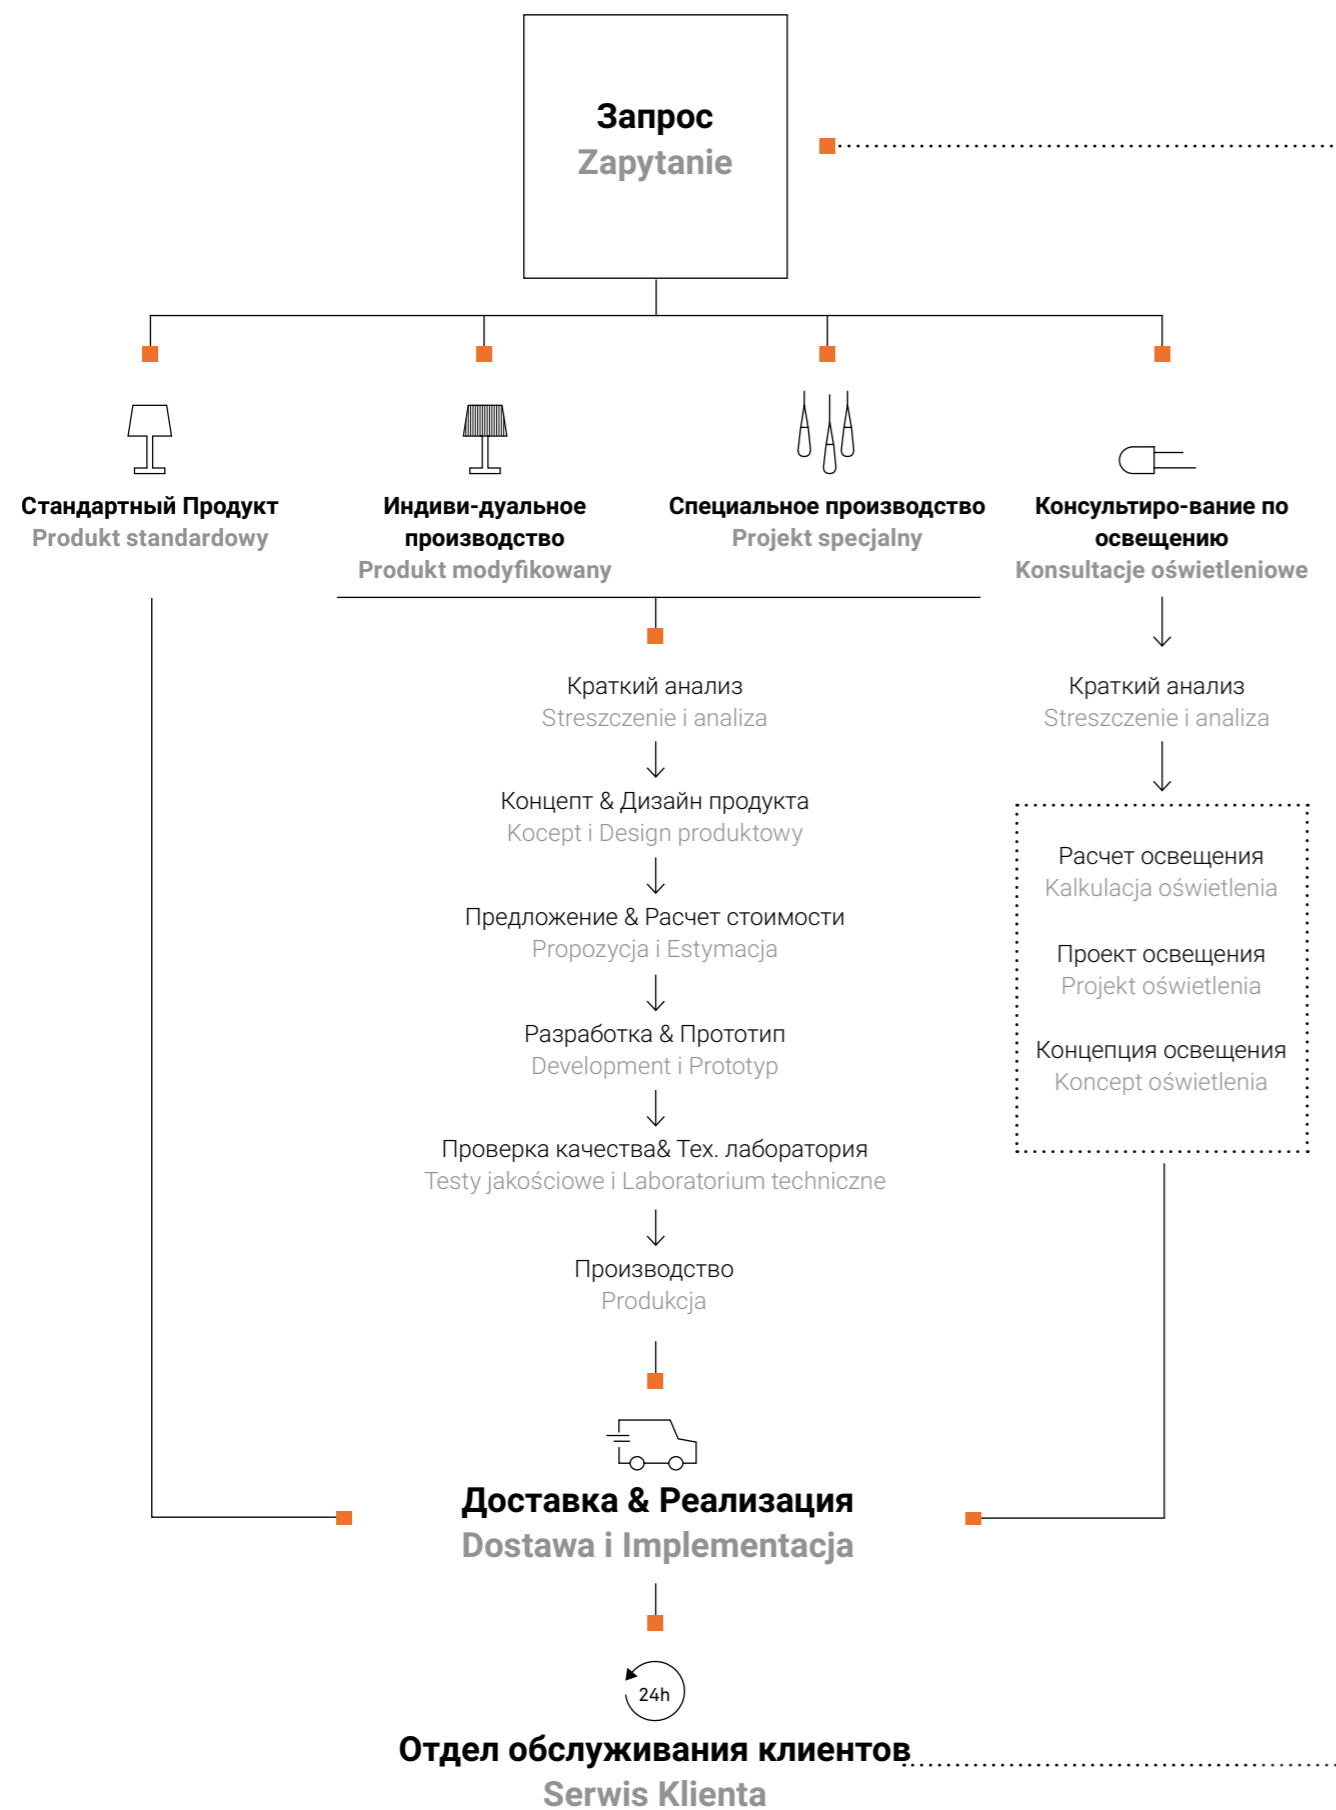 Запрос
Zapytanie
Стандартный Продукт
Produkt standardowy
Индиви-дуальное
производство
Produkt modyfikowany
Специальное производство
Projekt specjalny
Консультиро-вание по
освещению
Konsultacje oświetleniowe
Краткий анализ
Streszczenie i analiza
Концепт & Дизайн продукта
Kocept i Design produktowy
Предложение & Расчет стоимости
Propozycja i Estymacja
Разработка & Прототип
Development i Prototyp
Проверка качества& Тех. лаборатория
Testy jakościowe i Laboratorium techniczne
Производство
Produkcja
Краткий анализ
Streszczenie i analiza
Расчет освещения
Kalkulacja oświetlenia
Проект освещения
Projekt oświetlenia
Концепция освещения
Koncept oświetlenia
Доставка & Реализация
Dostawa i Implementacja
24h
Отдел обслуживания клиентов
Serwis Klienta